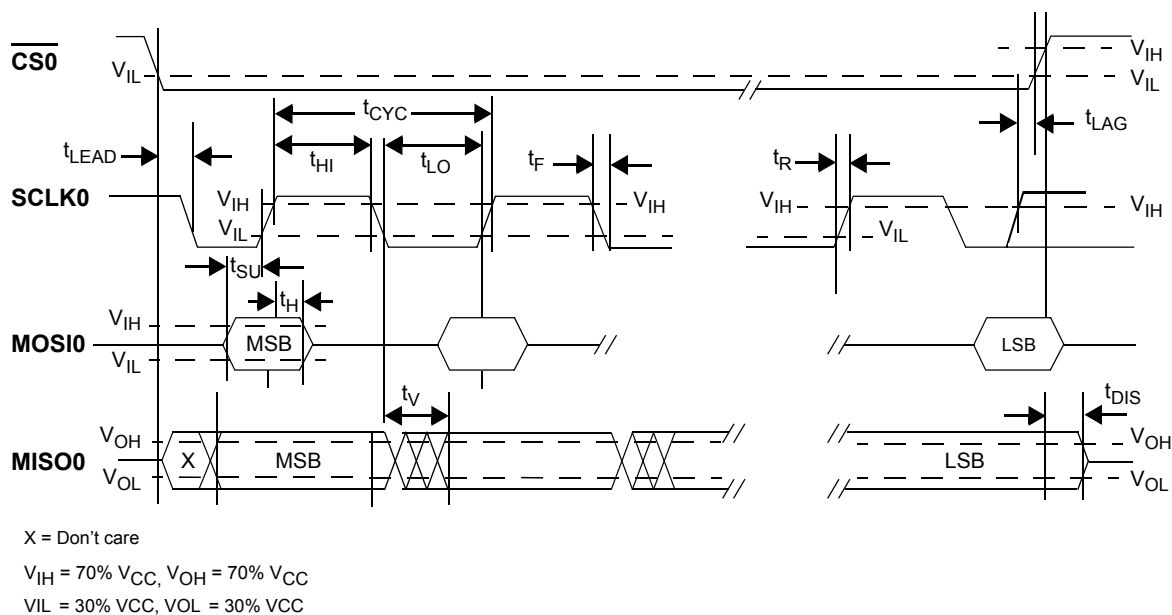 CS0
VIH
VIL
VIL
tCYC
tLAG
tLEAD
tHI
tLO
tF
tR
SCLK0
VIH
VIH
VIH
VIH
VIL
VIL
tSU
tH
VIH
MOSI0
MSB
LSB
VIL
tV
tDIS
VOH
VOH
MISO0
X
MSB
LSB
VOL
VOL
X = Don't care
VIH = 70% VCC, VOH = 70% VCC
VIL = 30% VCC, VOL = 30% VCC